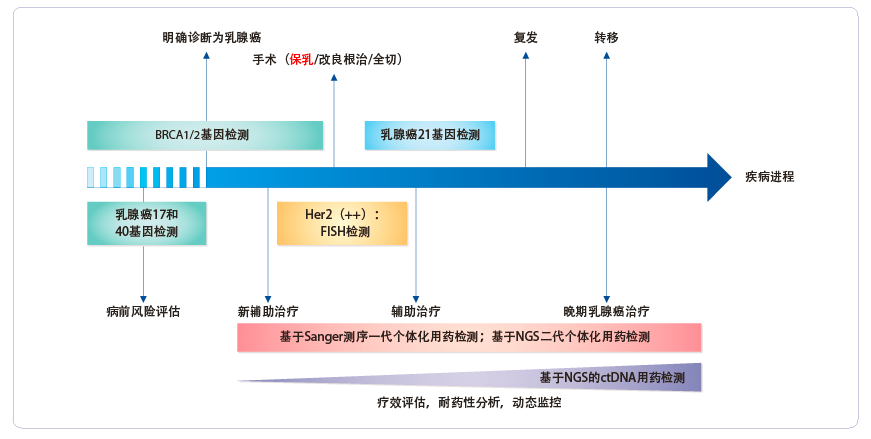 明确诊断为乳腺癌
手术（保乳/改良根治/全切）
复发
转移
BRCA1/2基因检测
乳腺癌21基因检测
疾病进程
乳腺癌17和
40基因检测
Her2（++）：
FISH检测
病前风险评估
新辅助治疗
辅助治疗
晚期乳腺癌治疗
基于Sanger测序一代个体化用药检测；基于NGS二代个体化用药检测
基于NGS的ctDNA用药检测
疗效评估，耐药性分析，动态监控